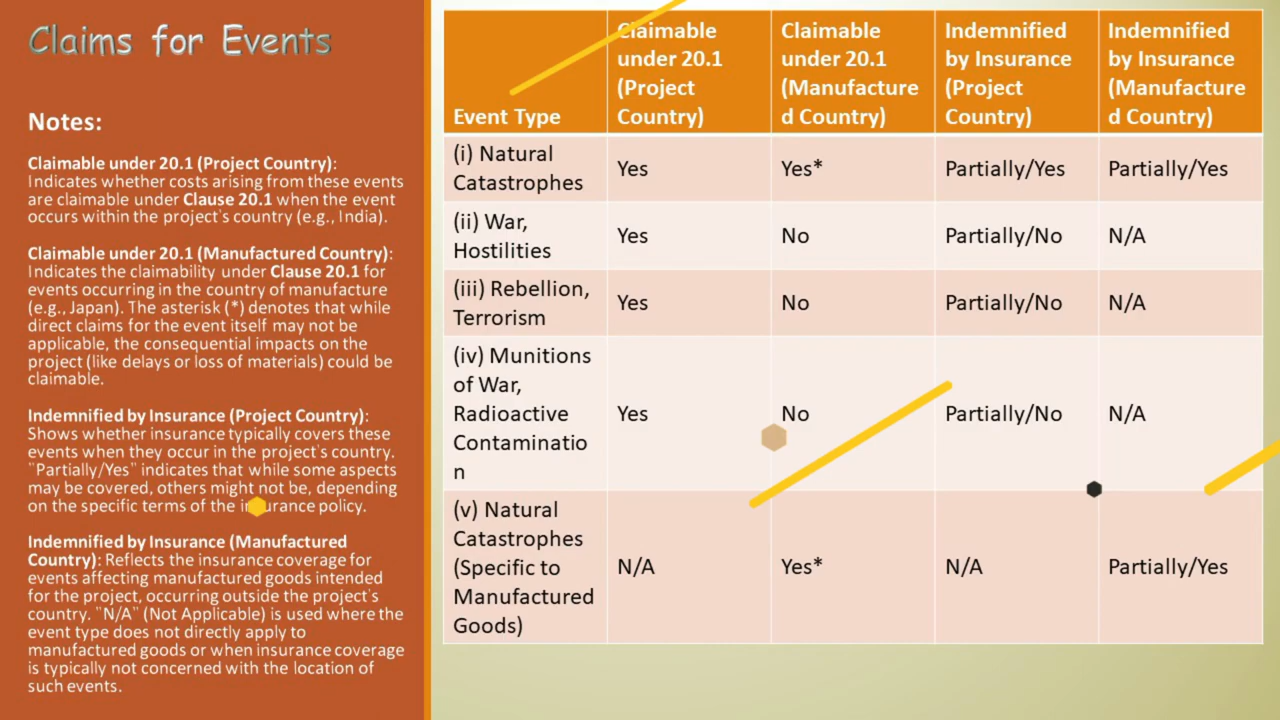 Claims for Events
Notes:
Claimable under 20.1 (Project Country):
Indicates whether costs arising from these events
are claimable under Clause 20.1 when the event
occurs within the project's country (e.g., India).
Claimable under 20.1 (Manufactured Country):
Indicates the claimability under Clause 20.1 for
events occurring in the country of manufacture
(e.g., Japan). The asterisk (*) denotes that while
direct claims for the event itself may not be
applicable, the consequential impacts on the
project (like delays or loss of materials) could be
claimable.
Indemnified by Insurance (Project Country):
Shows whether insurance typically covers these
events when they occur in the project's country.
"Partially/Yes" indicates that while some aspects
may be covered, others might not be, depending
on the specific terms of the insurance policy.
Indemnified by Insurance (Manufactured
Country): Reflects the insurance coverage for
events affecting manufactured goods intended
for the project, occurring outside the project's
country. "N/A" (Not Applicable) is used where the
event type does not directly apply to
manufactured goods or when insurance coverage
is typically not concerned with the location of
such events.
Event Type
Claimable
under 20.1
(Project
Country)
Claimable
under 20.1
(Manufacture
d Country)
Indemnified
by Insurance
(Project
Country)
Indemnified
by Insurance
(Manufacture
d Country)
(i) Natural
Catastrophes
Yes
Yes*
Partially/Yes
Partially/Yes
(ii) War,
Hostilities
Yes
No
Partially/No
N/A
(iii) Rebellion,
Terrorism
Yes
No
Partially/No
N/A
(iv) Munitions
of War,
Radioactive
Contaminatio
n
Yes
No
Partially/No
N/A
(v) Natural
Catastrophes
(Specific to
Manufactured
Goods)
N/A
Yes*
N/A
Partially/Yes